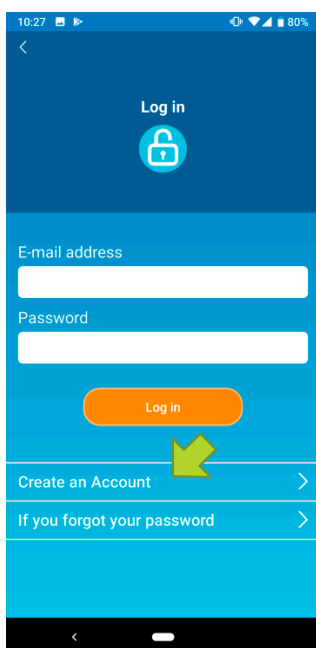 10:27 80%
Log in
E-mail address
Password
Log in
Create an Account
If you forgot your password